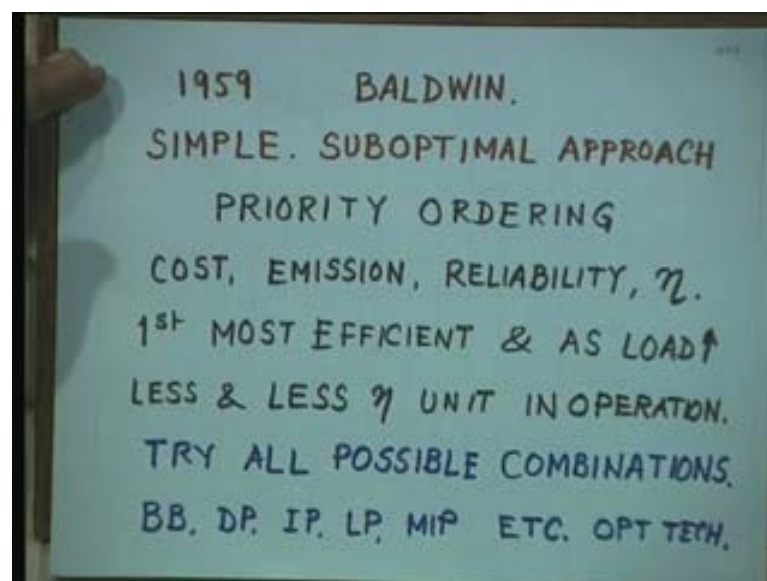 1959 BALDWIN.
SIMPLE. SUBOPTIMAL APPROACH
PRIORITY ORDERING
COST, EMISSION, RELIABILITY, η.
1st MOST EFFICIENT & AS LOAD↑
LESS & LESS η UNIT IN OPERATION.
TRY ALL POSSIBLE COMBINATIONS.
BB. DP. IP. LP. MIP ETC. OPT TECH.